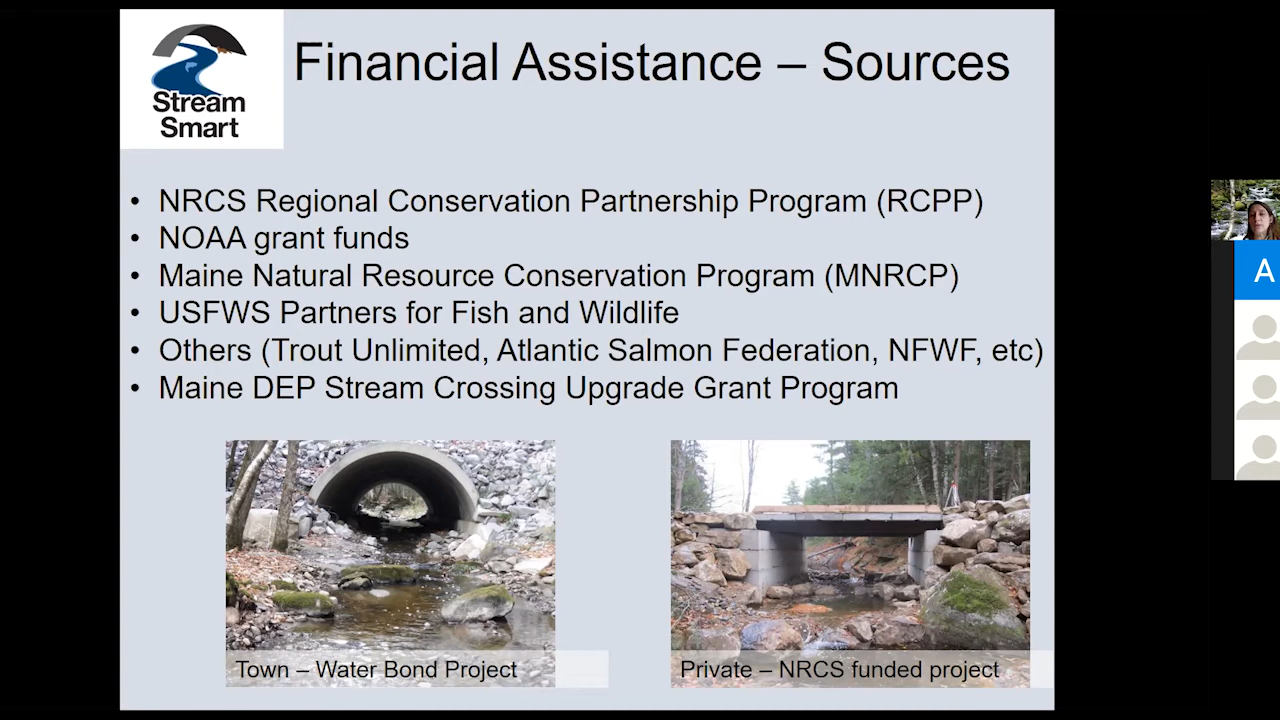 Stream
Smart
Financial Assistance – Sources
• NRCS Regional Conservation Partnership Program (RCPP)
• NOAA grant funds
• Maine Natural Resource Conservation Program (MNRCP)
• USFWS Partners for Fish and Wildlife
• Others (Trout Unlimited, Atlantic Salmon Federation, NFWF, etc)
• Maine DEP Stream Crossing Upgrade Grant Program
Town – Water Bond Project
Private – NRCS funded project
A